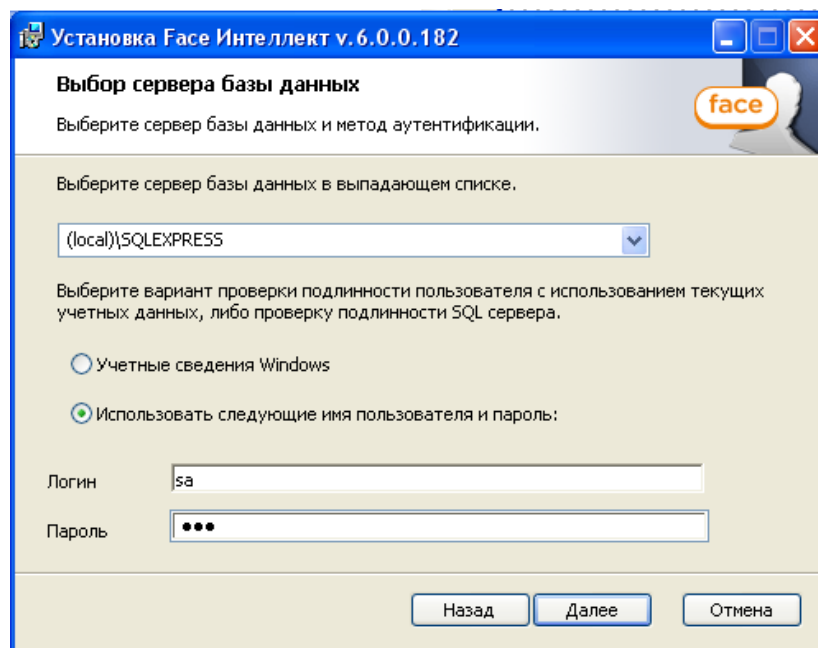 Установка Face Интеллект v.6.0.0.182
Выбор сервера базы данных
face
Выберите сервер базы данных и метод аутентификации.
Выберите сервер базы данных в выпадающем списке.
(local)\SQLEXPRESS
Выберите вариант проверки подлинности пользователя с использованием текущих
учетных данных, либо проверку подлинности SQL сервера.
Учетные сведения Windows
Использовать следующие имя пользователя и пароль:
Логин
sa
Пароль
•••
Назад
Далее
Отмена